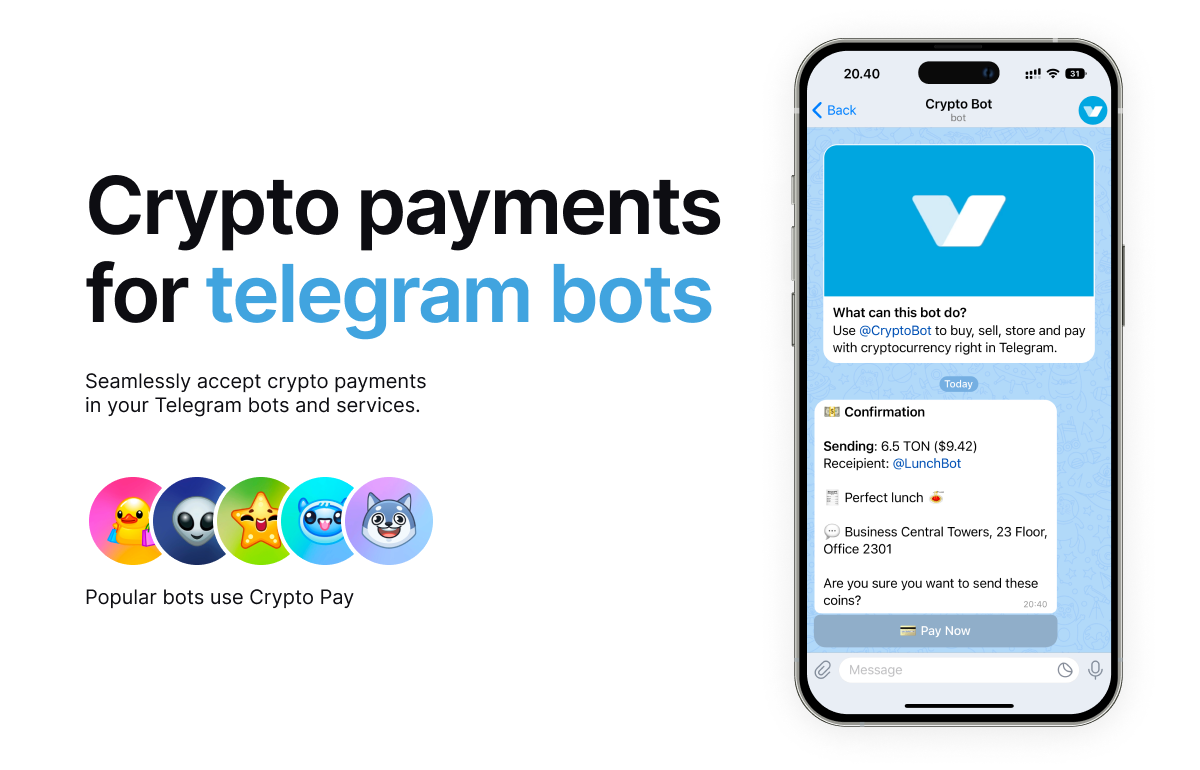 Crypto payments
for telegram bots
Seamlessly accept crypto payments
in your Telegram bots and services.
Popular bots use Crypto Pay
20.40
31
Back
Crypto Bot
bot
What can this bot do?
Use @CryptoBot to buy, sell, store and pay
with cryptocurrency right in Telegram.
Today
💵 Confirmation
Sending: 6.5 TON ($9.42)
Receipient: @LunchBot
🧾 Perfect lunch 🍝
💬 Business Central Towers, 23 Floor,
Office 2301
Are you sure you want to send these
coins?
20:40
💳 Pay Now
Message